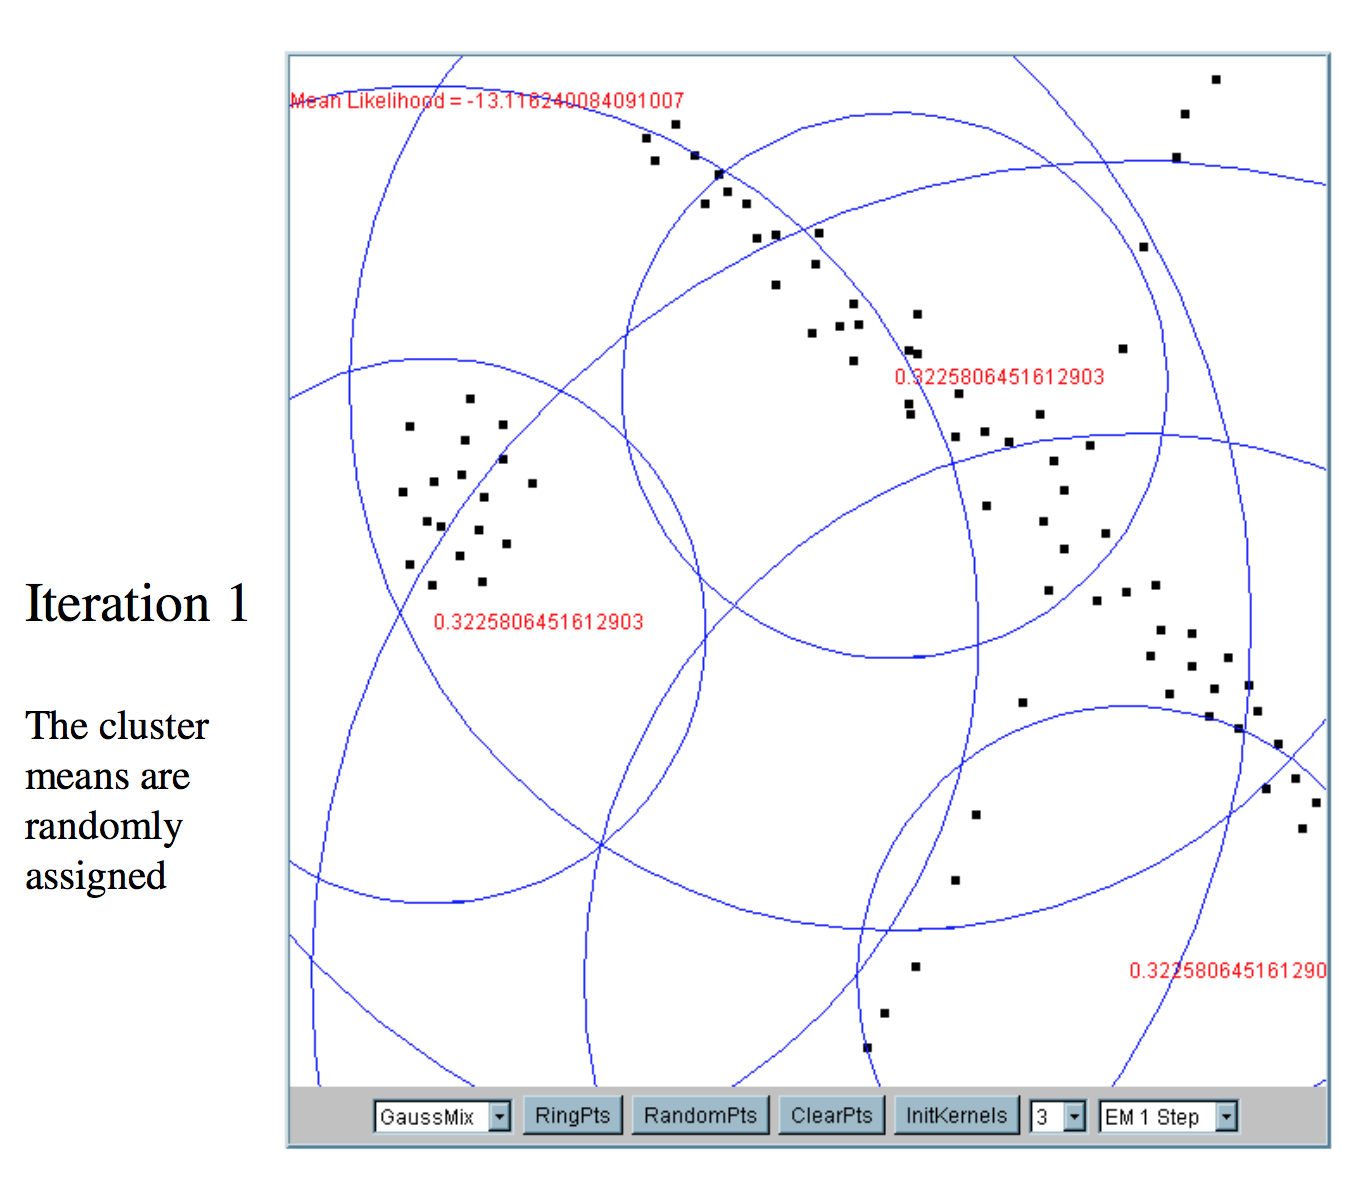 Mean Likelihood = -13.116240084091007
0.3225806451612903
Iteration 1
0.3225806451612903
The cluster
means are
randomly
assigned
0.322580645161290
GaussMix RingPts RandomPts ClearPts InitKernels 3 EM 1 Step